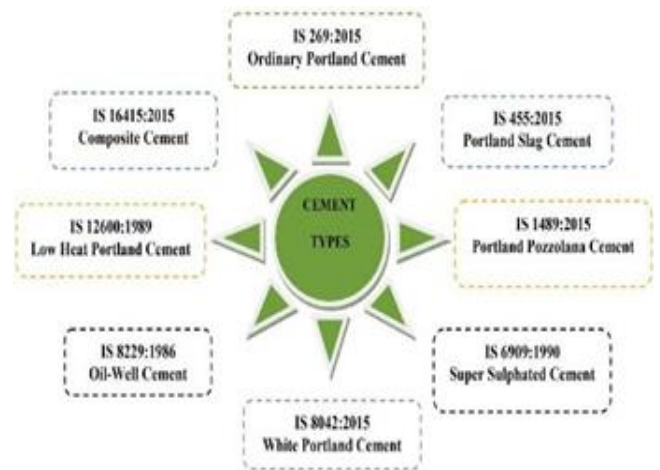 IS 269:2015
Ordinary Portland Cement
IS 16415:2015
Composite Cement
IS 455:2015
Portland Slag Cement
CEMENT
TYPES
IS 12600:1989
Low Heat Portland Cement
IS 1489:2015
Portland Pozzolana Cement
IS 8229:1986
Oil-Well Cement
IS 6909:1990
Super Sulphated Cement
IS 8042:2015
White Portland Cement